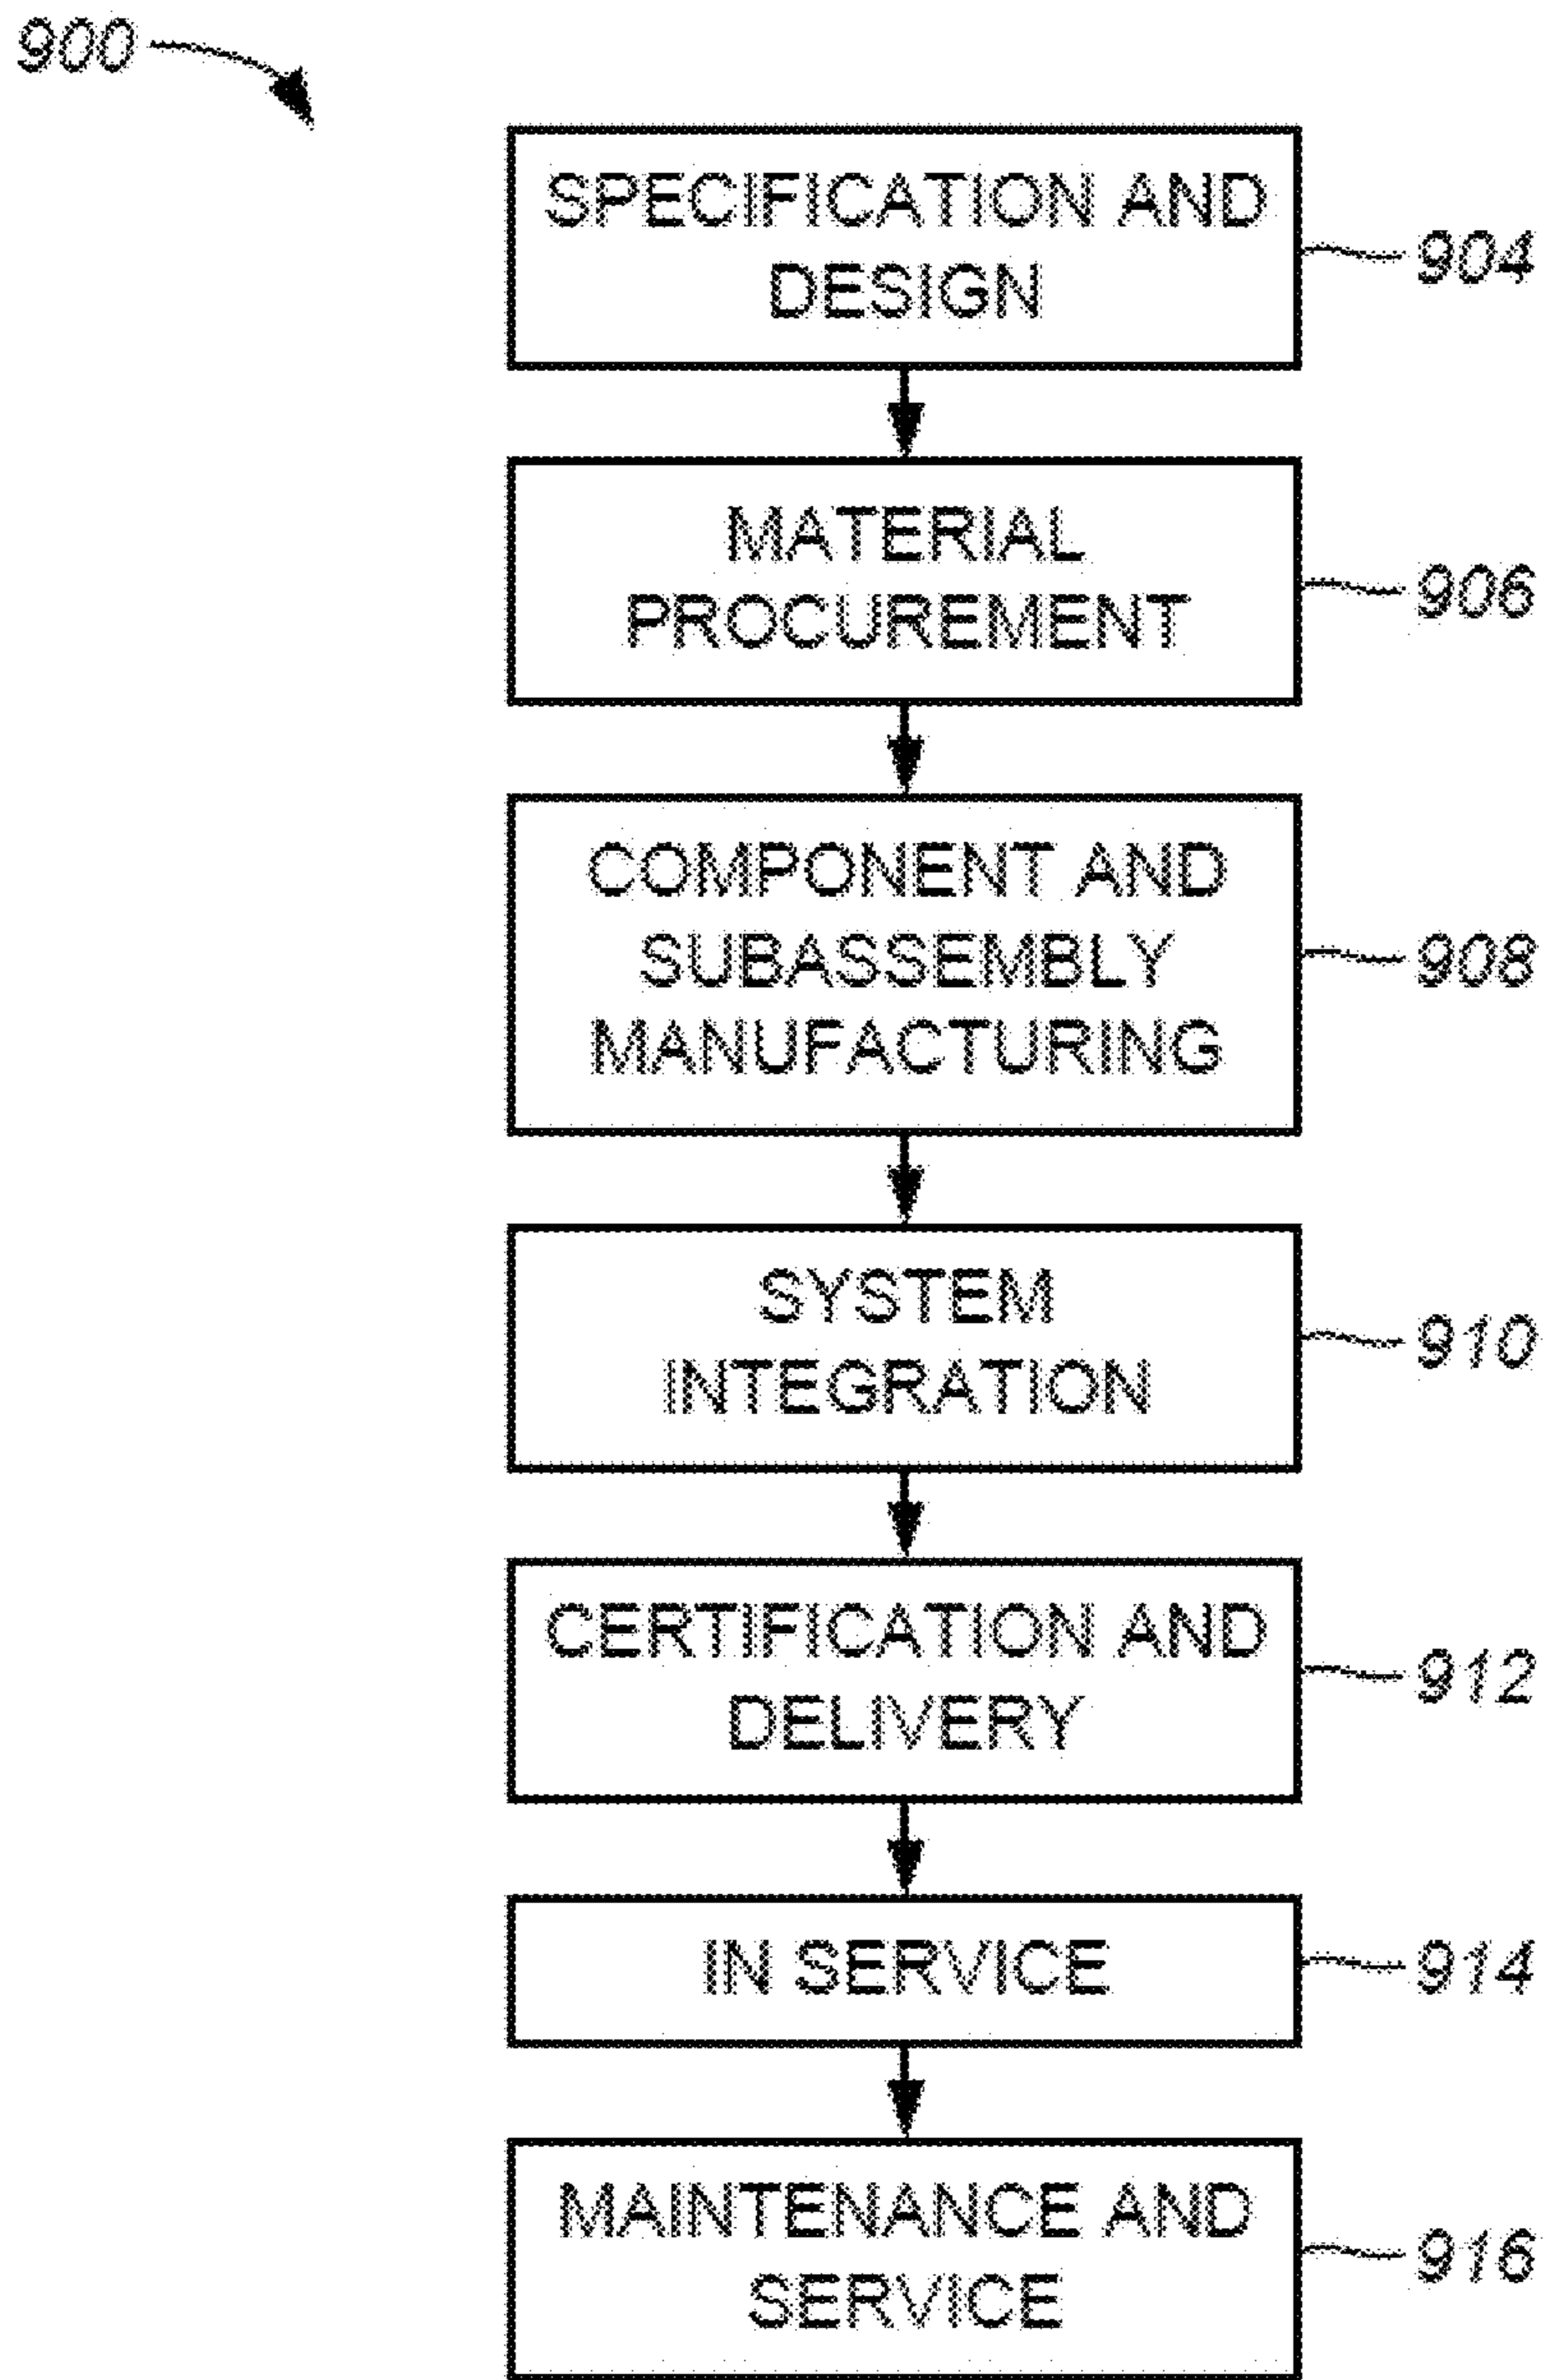 900
SPECIFICATION AND
DESIGN
904
MATERIAL
PROCUREMENT
906
COMPONENT AND
SUBASSEMBLY
MANUFACTURING
908
SYSTEM
INTEGRATION
910
CERTIFICATION AND
DELIVERY
912
IN SERVICE
914
MAINTENANCE AND
SERVICE
916